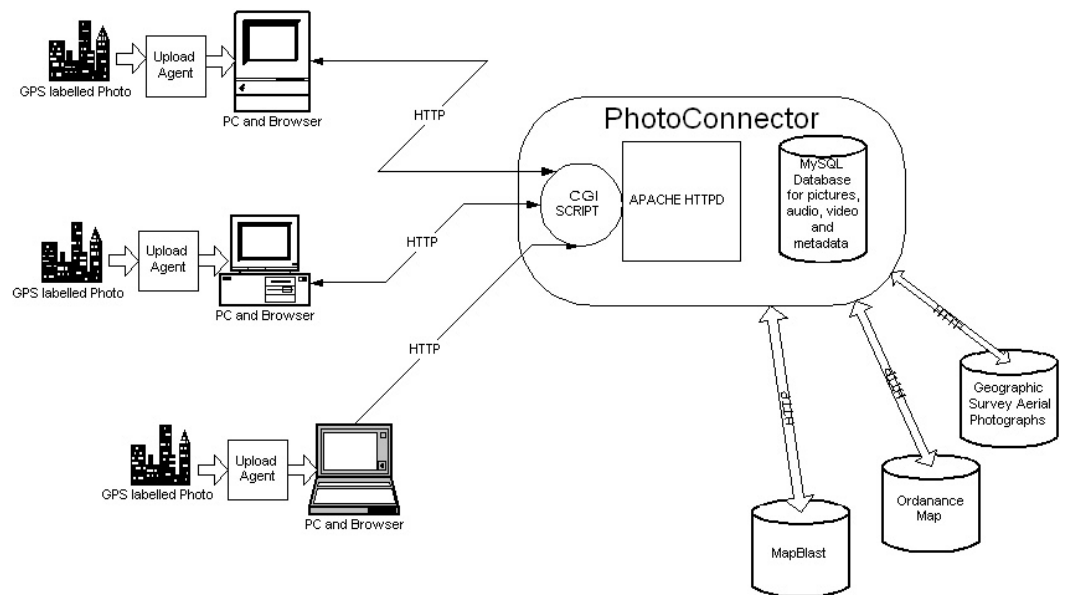 GPS labelled Photo
Upload
Agent
PC and Browser
HTTP
GPS labelled Photo
Upload
Agent
PC and Browser
HTTP
GPS labelled Photo
Upload
Agent
PC and Browser
HTTP
PhotoConnector
CGI
SCRIPT
APACHE HTTPD
MySQL
Database
for pictures,
audio, video
and
metadata
HTTP
HTTP
HTTP
Geographic
Survey Aerial
Photographs
Ordanance
Map
MapBlast